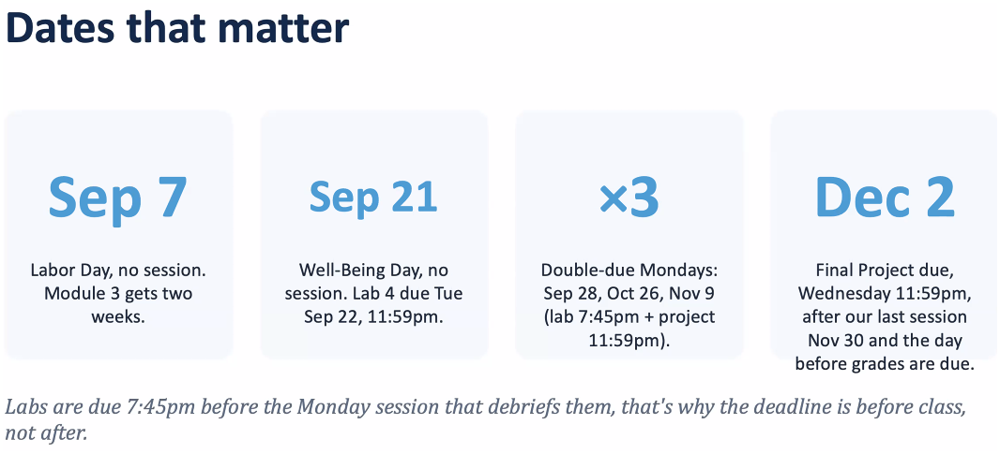 Dates that matter
Sep 7
Labor Day, no session.
Module 3 gets two
weeks.
Sep 21
Well-Being Day, no
session. Lab 4 due Tue
Sep 22, 11:59pm.
×3
Double-due Mondays:
Sep 28, Oct 26, Nov 9
(lab 7:45pm + project
11:59pm).
Dec 2
Final Project due,
Wednesday 11:59pm,
after our last session
Nov 30 and the day
before grades are due.
Labs are due 7:45pm before the Monday session that debriefs them, that's why the deadline is before class,
not after.